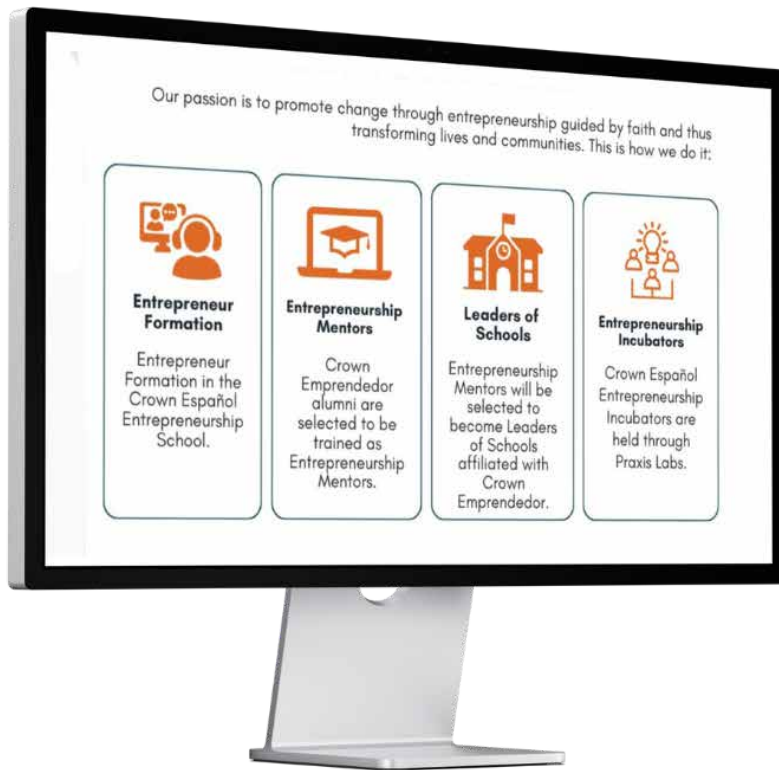 Our passion is to promote change through entrepreneurship guided by faith and thus
transforming lives and communities. This is how we do it:
Entrepreneur
Formation
Entrepreneur
Formation in the
Crown Español
Entrepreneurship
School.
Entrepreneurship
Mentors
Crown
Emprendedor
alumni are
selected to be
trained as
Entrepreneurship
Mentors.
Leaders of
Schools
Entrepreneurship
Mentors will be
selected to
become Leaders
of Schools
affiliated with
Crown
Emprendedor.
Entrepreneurship
Incubators
Crown Español
Entrepreneurship
Incubators are
held through
Praxis Labs.